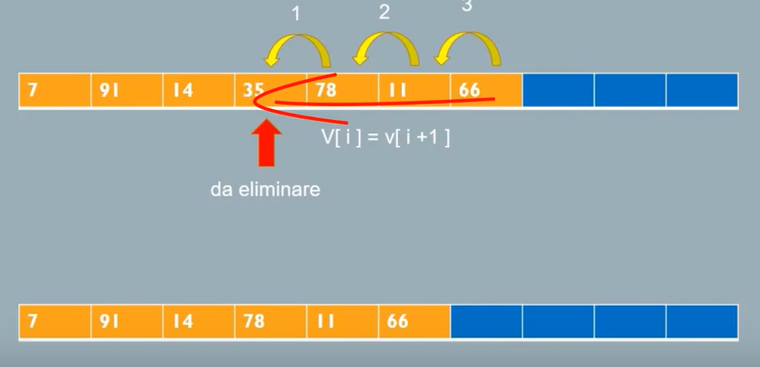 1 2 3
7 91 14 35 78 11 66
V[ i ] = v[ i +1 ]
da eliminare
7 91 14 78 11 66